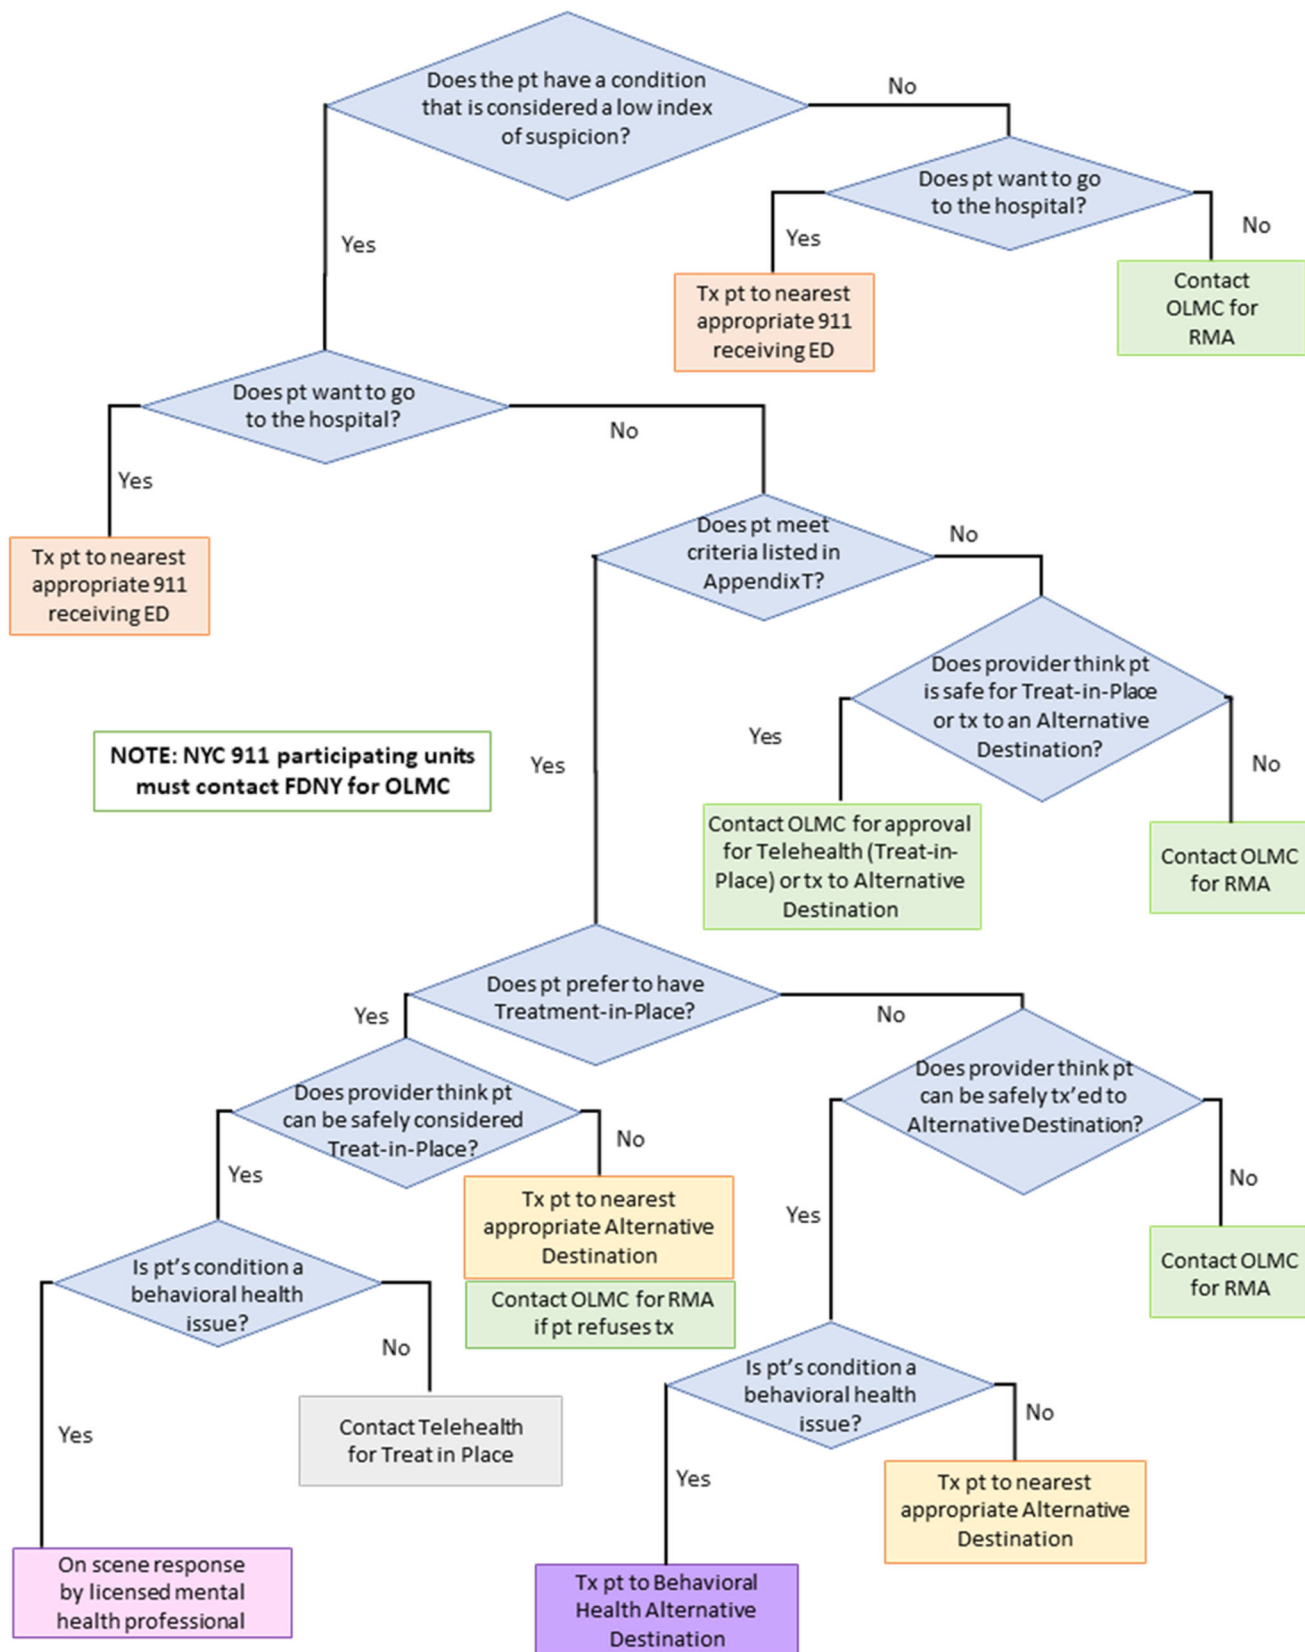 Does the pt have a condition
that is considered a low index
of suspicion?
No
Does pt want to go
to the hospital?
Yes
No
Yes
Tx pt to nearest
appropriate 911
receiving ED
Contact
OLMC for
RMA
Does pt want to go
to the hospital?
No
Yes
Does pt meet
criteria listed in
Appendix T?
No
Tx pt to nearest
appropriate 911
receiving ED
Does provider think pt
is safe for Treat-in-Place
or tx to an Alternative
Destination?
Yes
No
NOTE: NYC 911 participating units
must contact FDNY for OLMC
Yes
Contact OLMC for approval
for Telehealth (Treat-in-
Place) or tx to Alternative
Destination
Contact OLMC
for RMA
Does pt prefer to have
Treatment-in-Place?
Yes
No
Does provider think pt
can be safely considered
Treat-in-Place?
Does provider think pt
can be safely tx'ed to
Alternative Destination?
Yes
No
Yes
No
Tx pt to nearest
appropriate Alternative
Destination
Contact OLMC for RMA
if pt refuses tx
Contact OLMC
for RMA
Is pt's condition a
behavioral health
issue?
No
Yes
Is pt's condition a
behavioral health
issue?
No
Yes
Contact Telehealth
for Treat in Place
Tx pt to nearest
appropriate Alternative
Destination
On scene response
by licensed mental
health professional
Tx pt to Behavioral
Health Alternative
Destination